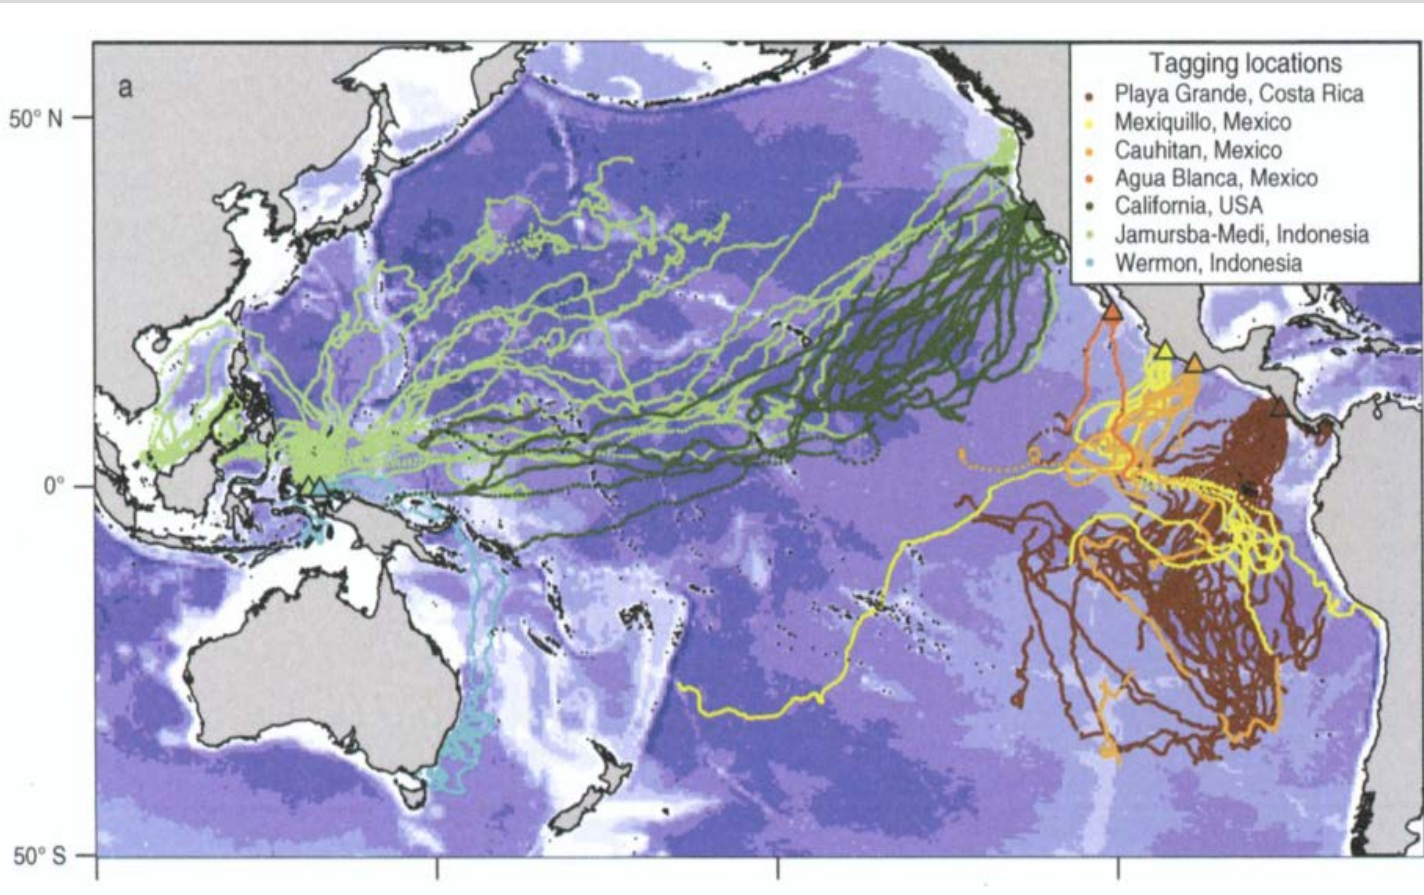 a
Tagging locations
Playa Grande, Costa Rica
Mexiquillo, Mexico
Cauhitan, Mexico
Agua Blanca, Mexico
California, USA
Jamursba-Medi, Indonesia
Wermon, Indonesia
50° N
0°
50° S